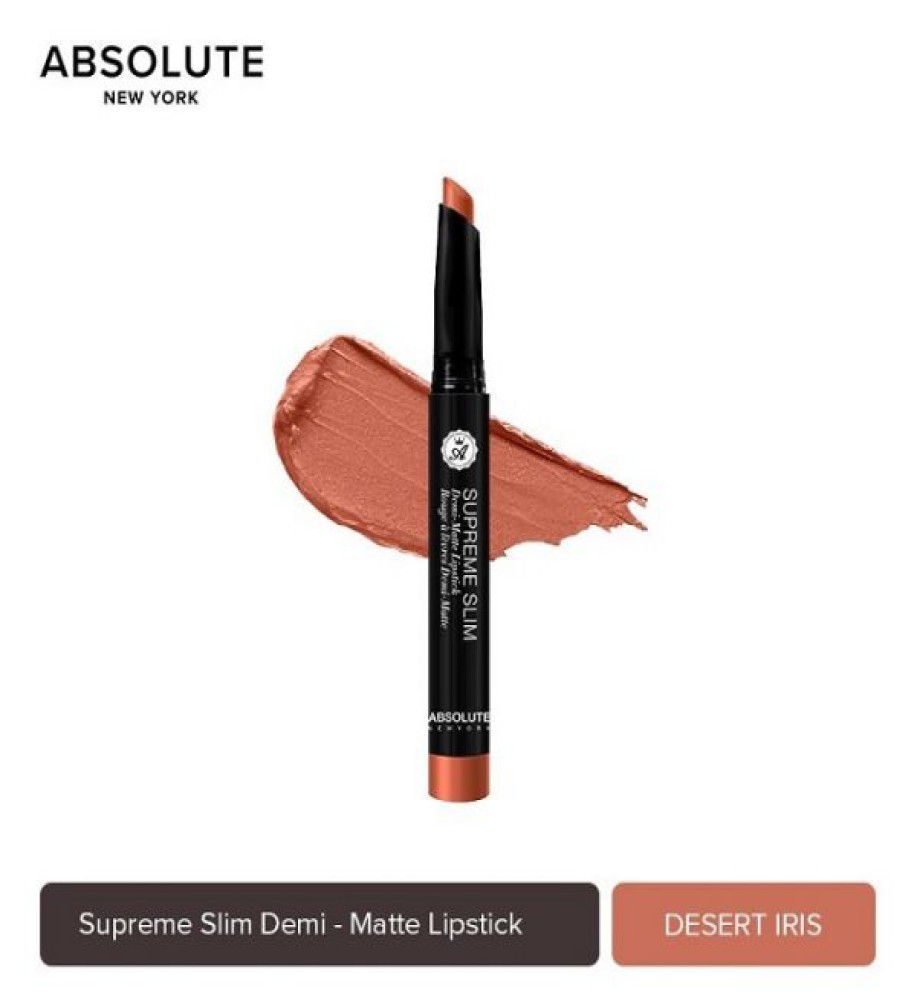 ABSOLUTE
NEW YORK
A
SUPREME SLIM
Demi-Matte Lipstick
Rouge à lèvres Demi-Matte
ABSOLUTE
NEW YORK
Supreme Slim Demi - Matte Lipstick
DESERT IRIS